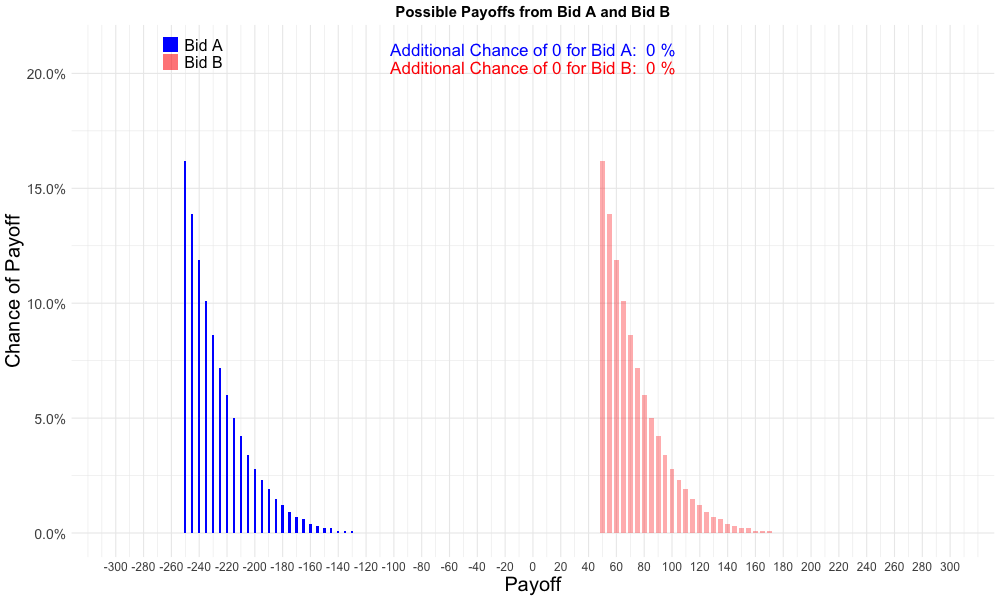 Possible Payoffs from Bid A and Bid B
Bid A
Bid B
Additional Chance of 0 for Bid A: 0 %
Additional Chance of 0 for Bid B: 0 %
Chance of Payoff
20.0%
15.0%
10.0%
5.0%
0.0%
-300 -280 -260 -240 -220 -200 -180 -160 -140 -120 -100 -80 -60 -40 -20 0 20 40 60 80 100 120 140 160 180 200 220 240 260 280 300
Payoff